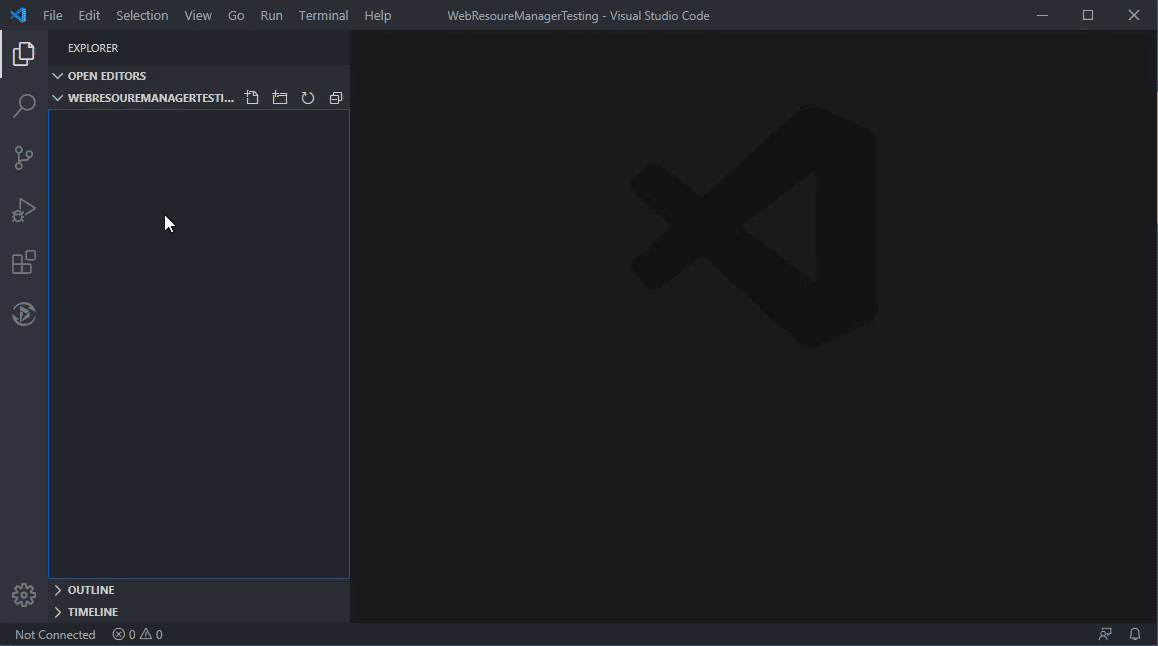 File Edit Selection View Go Run Terminal Help WebResoureManagerTesting - Visual Studio Code
EXPLORER
OPEN EDITORS
WEBRESOUREMANAGERTESTI...
OUTLINE
TIMELINE
Not Connected 0 0